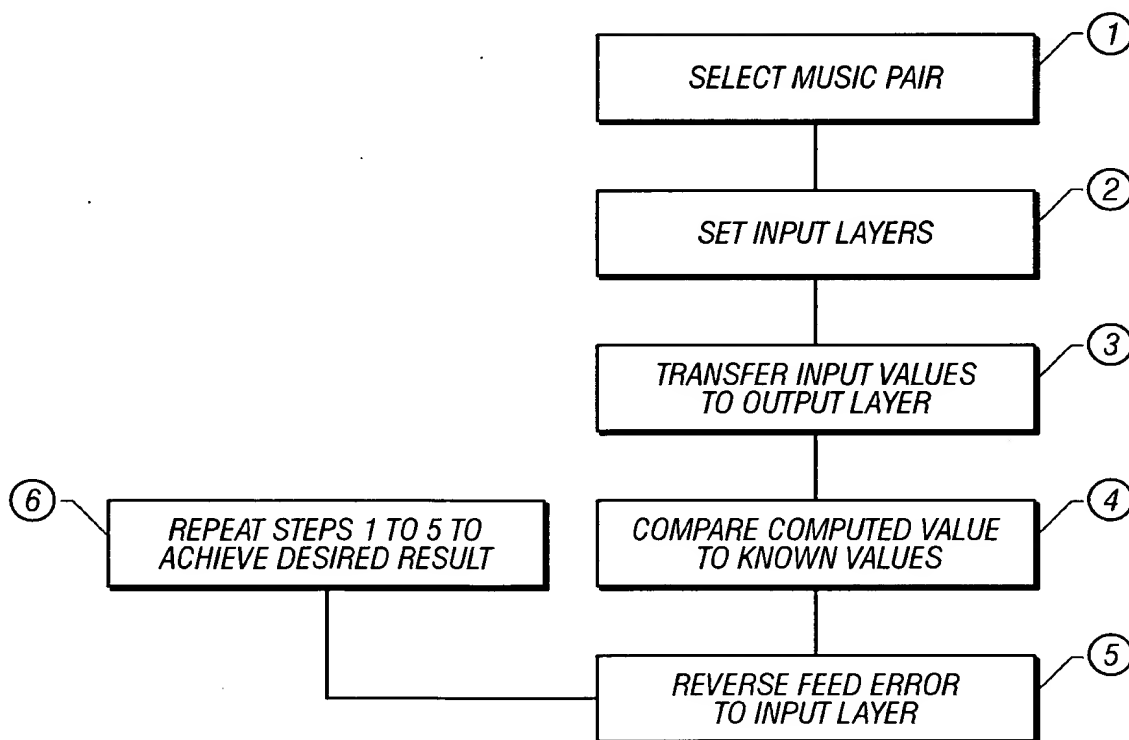 1
SELECT MUSIC PAIR
2
SET INPUT LAYERS
3
TRANSFER INPUT VALUES
TO OUTPUT LAYER
4
COMPARE COMPUTED VALUE
TO KNOWN VALUES
5
REVERSE FEED ERROR
TO INPUT LAYER
6
REPEAT STEPS 1 TO 5 TO
ACHIEVE DESIRED RESULT